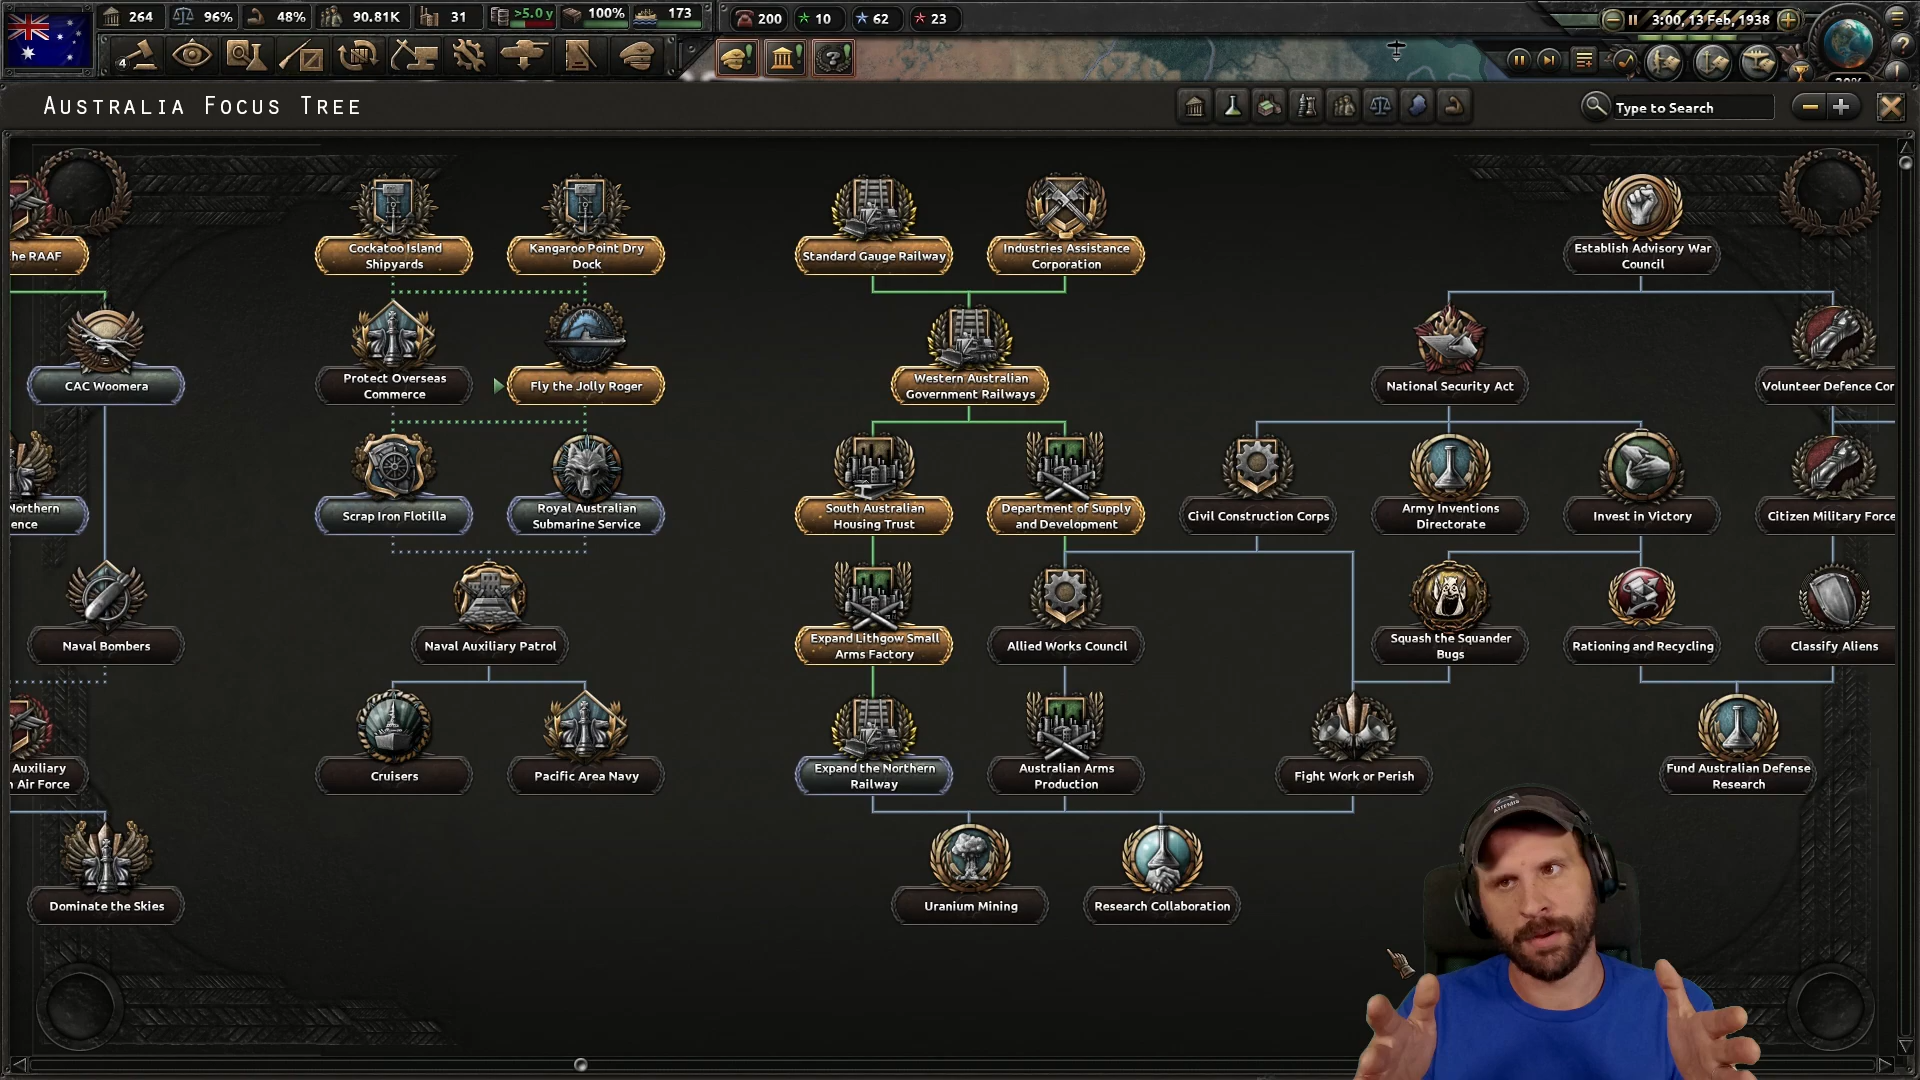 264
96%
48%
90.81K
31
>5.0 y
100%
173
200
10
62
23
3:00, 13 Feb, 1938
4
AUSTRALIA FOCUS TREE
Type to Search
he RAAF
Cockatoo Island
Shipyards
Kangaroo Point Dry
Dock
Standard Gauge Railway
Industries Assistance
Corporation
Establish Advisory War
Council
CAC Woomera
Protect Overseas
Commerce
Fly the Jolly Roger
Western Australian
Government Railways
National Security Act
Volunteer Defence Cor
Northern
ence
Scrap Iron Flotilla
Royal Australian
Submarine Service
South Australian
Housing Trust
Department of Supply
and Development
Civil Construction Corps
Army Inventions
Directorate
Invest in Victory
Citizen Military Force
Naval Bombers
Naval Auxiliary Patrol
Expand Lithgow Small
Arms Factory
Allied Works Council
Squash the Squander
Bugs
Rationing and Recycling
Classify Aliens
Auxiliary
n Air Force
Cruisers
Pacific Area Navy
Expand the Northern
Railway
Australian Arms
Production
Fight Work or Perish
Fund Australian Defense
Research
Dominate the Skies
Uranium Mining
Research Collaboration
ARTEMIS